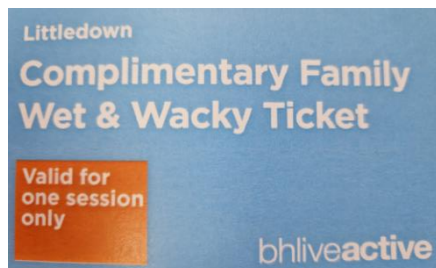 Littledown
Complimentary Family
Wet & Wacky Ticket
Valid for
one session
only
bhliveactive